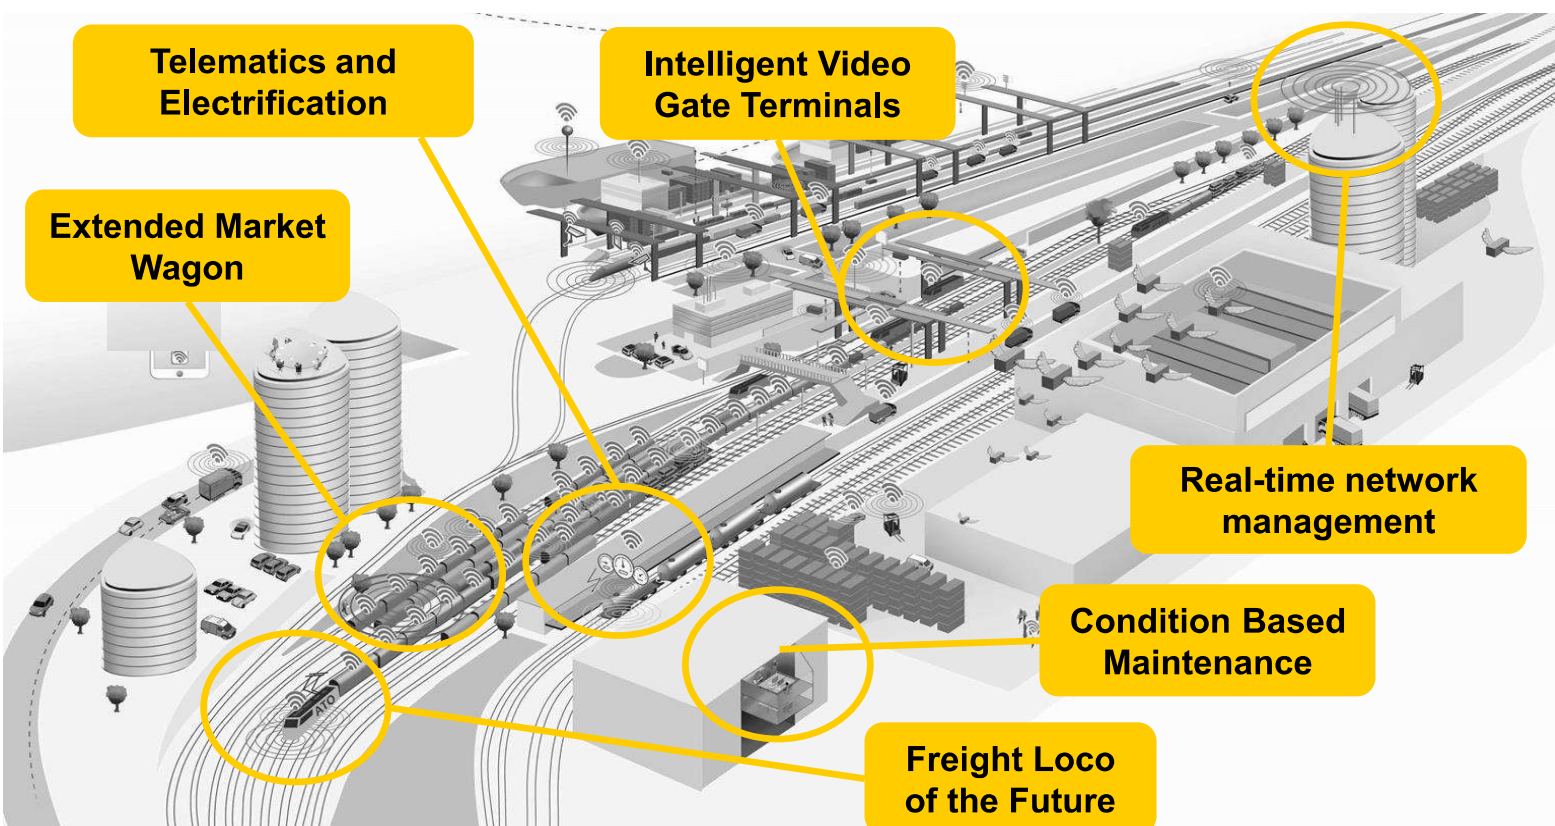 Telematics and
Electrification
Intelligent Video
Gate Terminals
Extended Market
Wagon
Real-time network
management
Condition Based
Maintenance
ATO
Freight Loco
of the Future